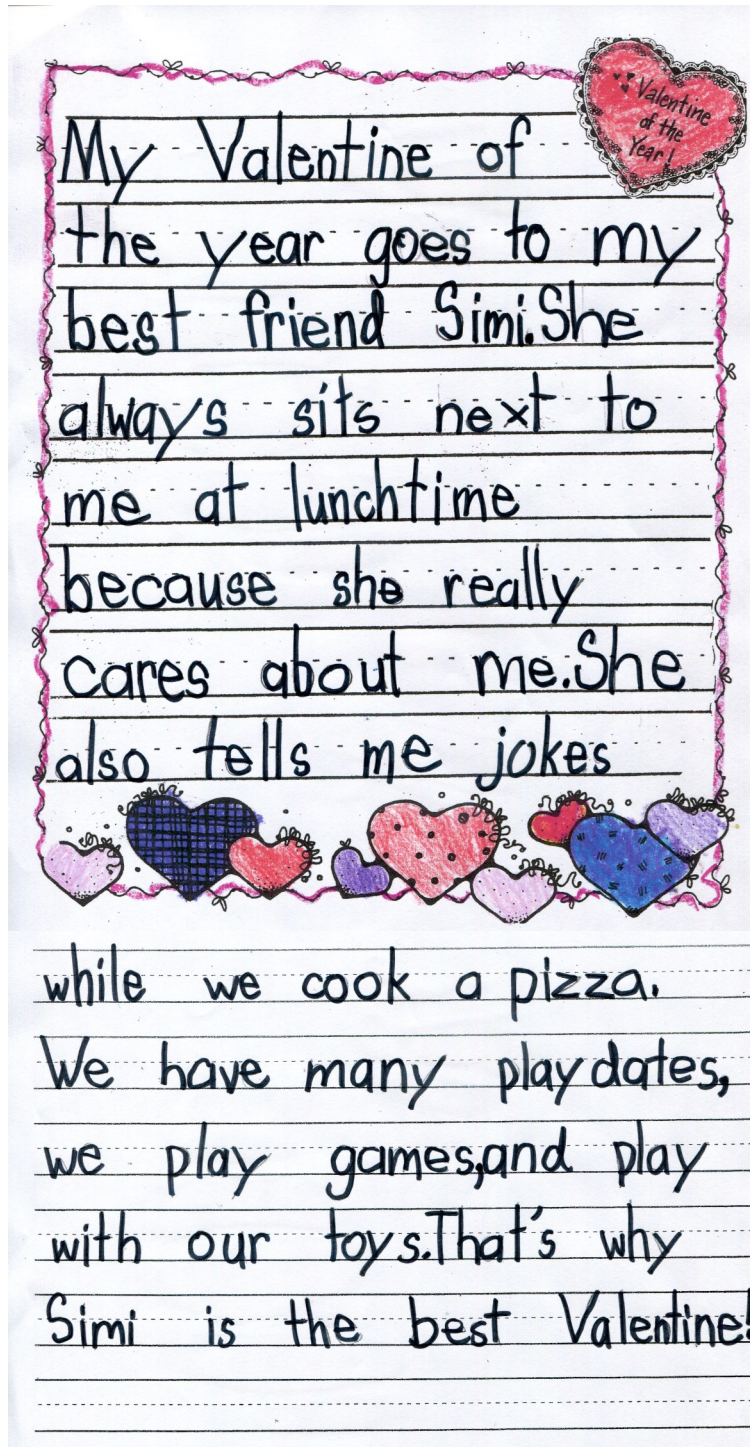 Valentine
of the
Year!
My Valentine of
the year goes to my
best friend Simi.She
always sits next to
me at lunchtime
because she really
cares about me.She
also tells me jokes
while we cook a pizza.
We have many playdates,
we play games,and play
with our toys.That's why
Simi is the best Valentine!